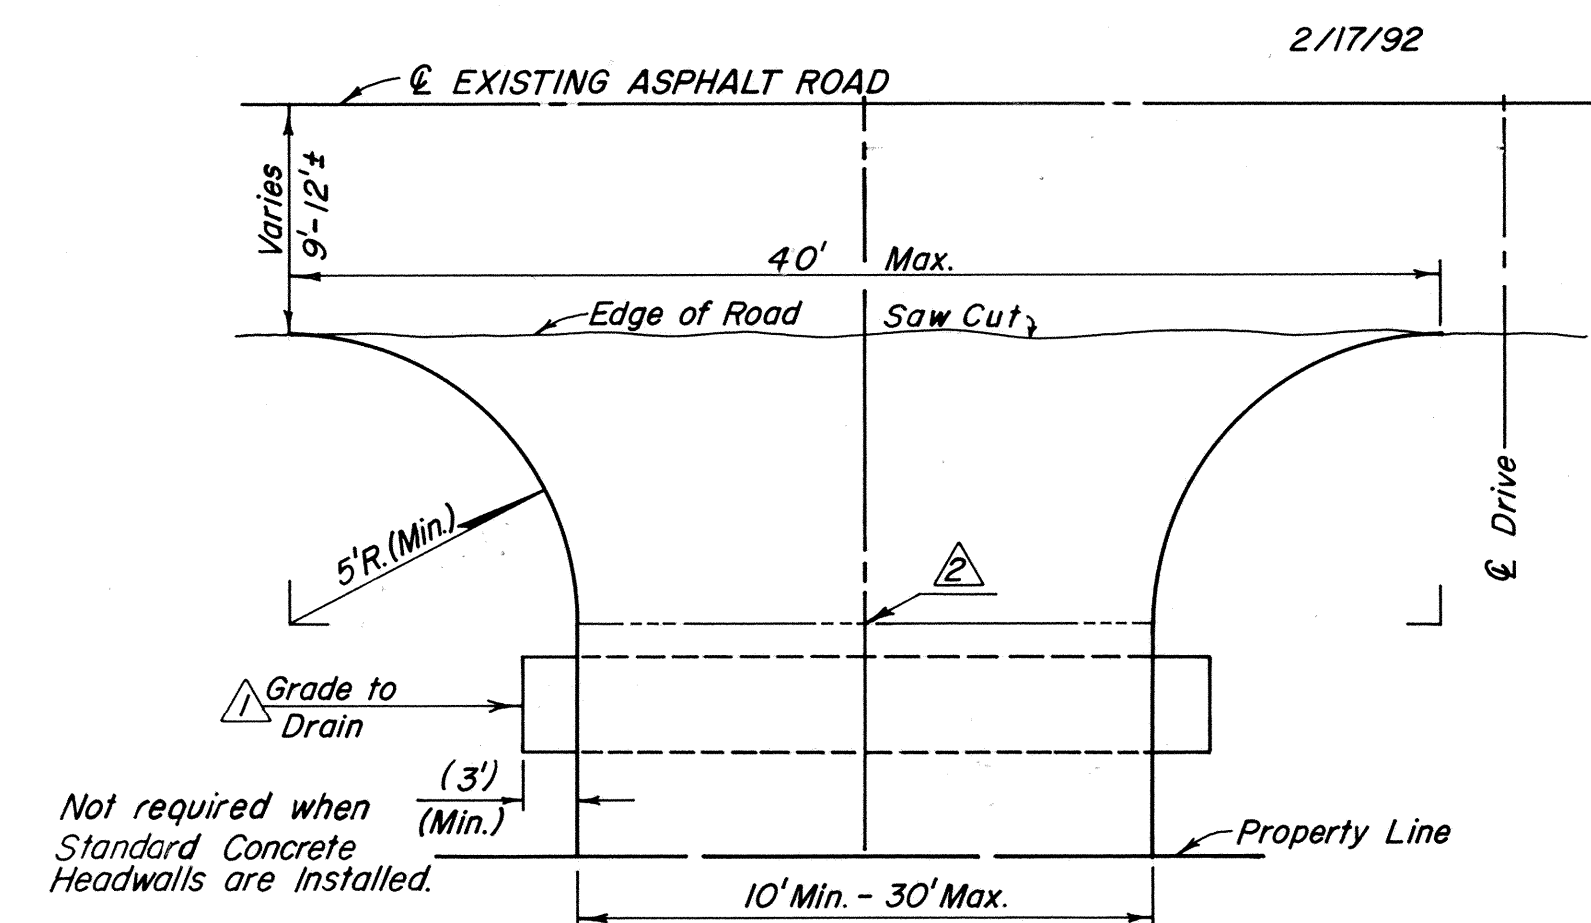 2/17/92
℄ EXISTING ASPHALT ROAD
Varies
9'-12'±
40' Max.
Edge of Road
Saw Cut
5'R.(Min.)
℄ Drive
2
1
Grade to
Drain
(3')
(Min.)
Not required when
Standard Concrete
Headwalls are Installed.
Property Line
10' Min. - 30' Max.